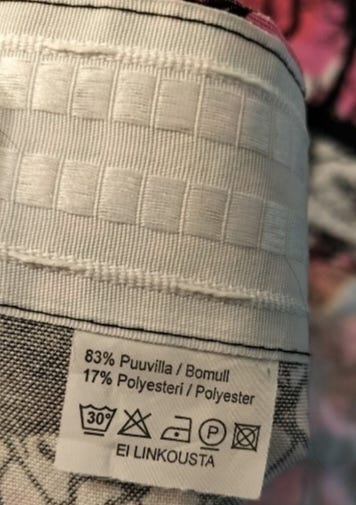 83% Puuvilla / Bomull
17% Polyesteri / Polyester
30° P
EI LINKOUSTA